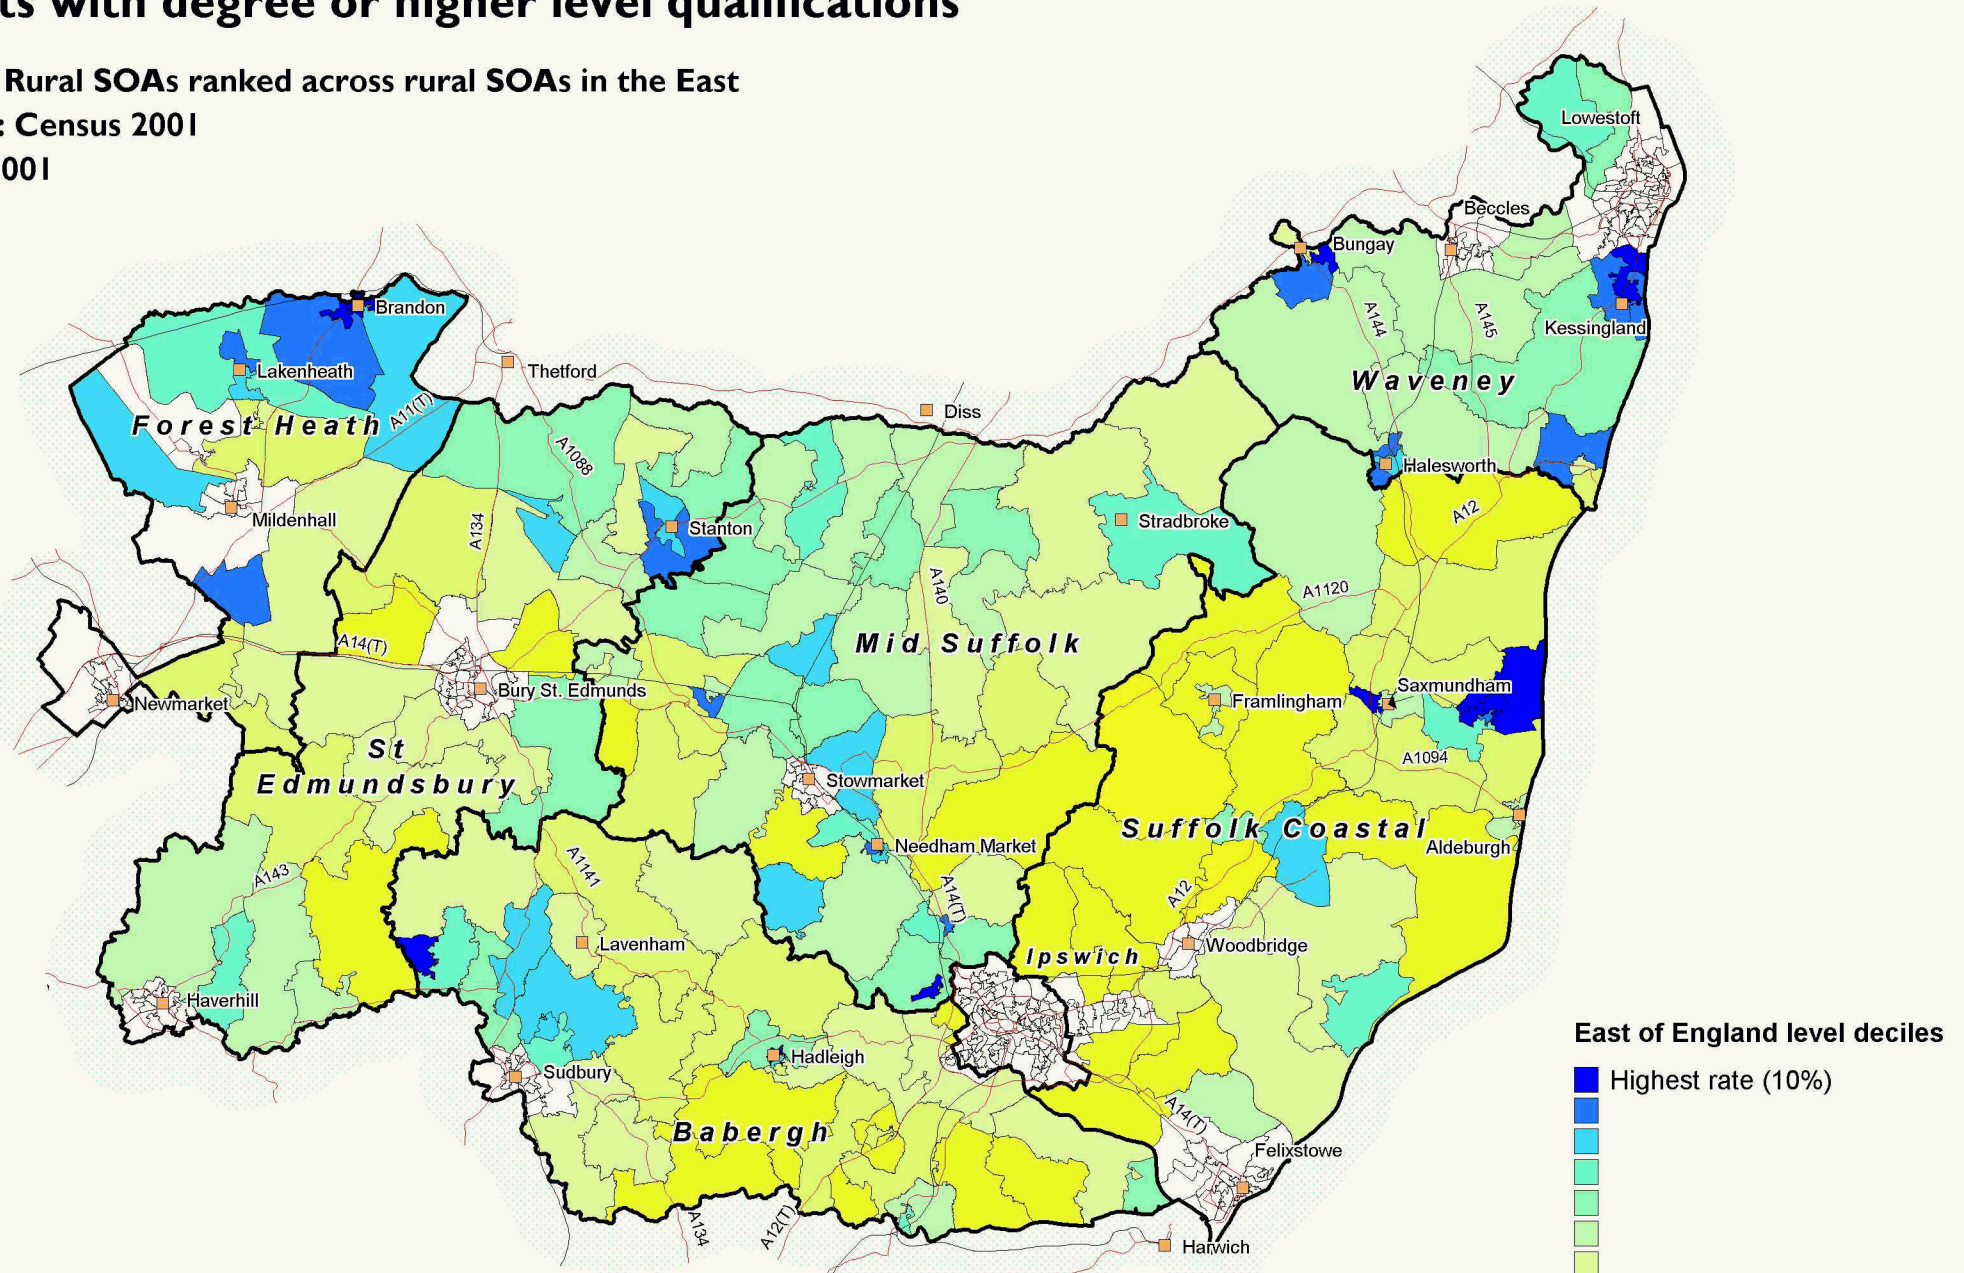 ts with degree or higher level qualifications
Rural SOAs ranked across rural SOAs in the East
: Census 2001
001
Lowestoft
Beccles
Bungay
Brandon
A144
A145
Kessingland
Lakenheath
Thetford
Waveney
A11(T)
Diss
Forest Heath
A1088
Halesworth
Mildenhall
A134
Stanton
Stradbroke
A12
A140
A1120
A14(T)
Mid Suffolk
Newmarket
Bury St. Edmunds
Framlingham
Saxmundham
St
Edmundsbury
A1094
Stowmarket
Suffolk Coastal
Needham Market
Aldeburgh
A143
A1141
A14(T)
A12
Lavenham
Ipswich
Woodbridge
Haverhill
East of England level deciles
Hadleigh
Sudbury
Highest rate (10%)
A14(T)
Babergh
Felixstowe
A134
A12(T)
Harwich